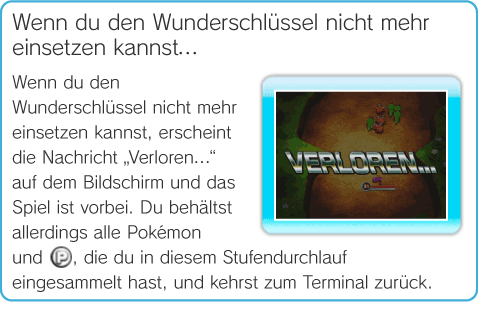 Wenn du den Wunderschlüssel nicht mehr
einsetzen kannst...
Wenn du den
Wunderschlüssel nicht mehr
einsetzen kannst, erscheint
die Nachricht „Verloren...“
auf dem Bildschirm und das
Spiel ist vorbei. Du behältst
allerdings alle Pokémon
und P, die du in diesem Stufendurchlauf
eingesammelt hast, und kehrst zum Terminal zurück.
VERLOREN...